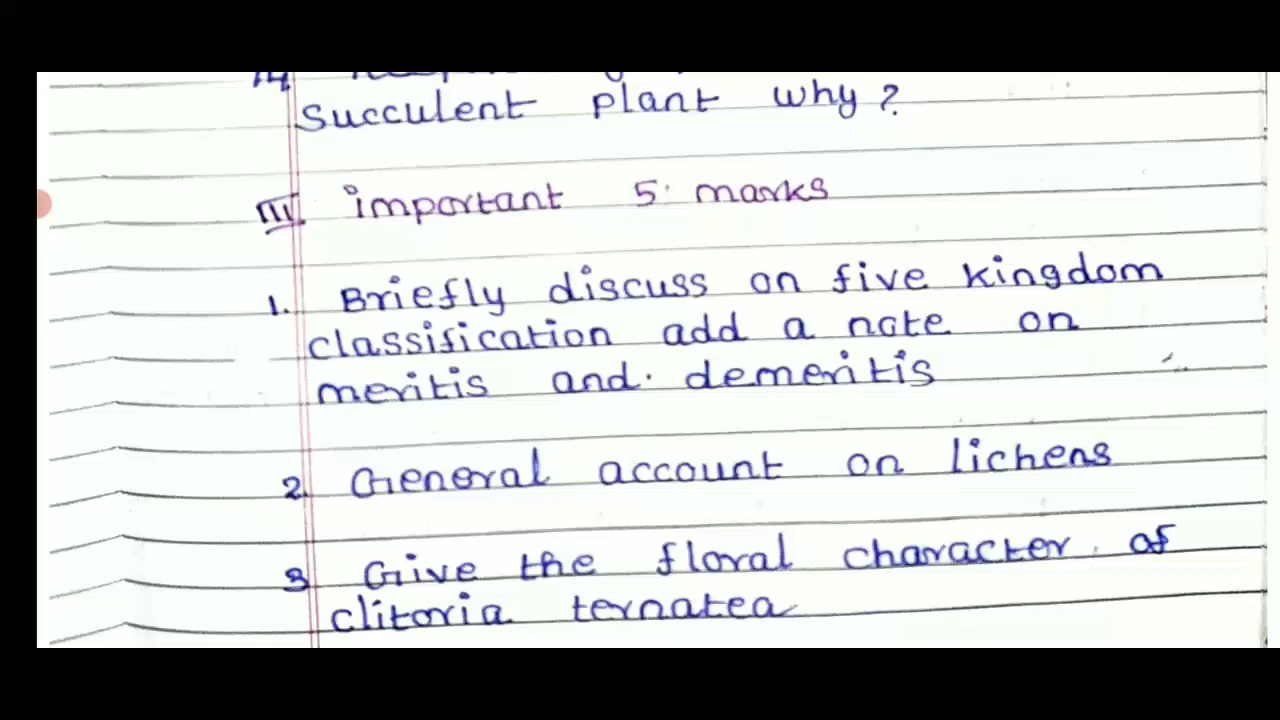 Succulent plant why?
III important 5 marks
1. Briefly discuss on five kingdom
classification add a note on
meritis and demeritis
2. General account on lichens
3 Give the floral character of
clitoria ternatea